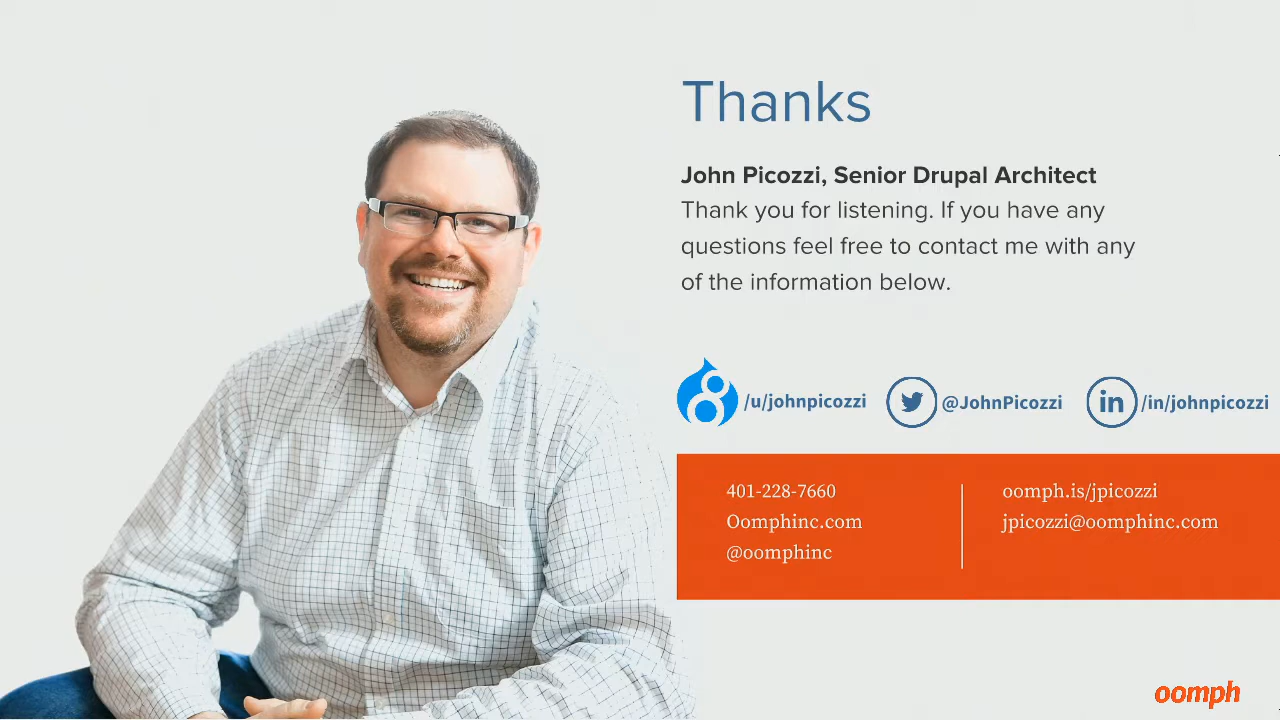 Thanks
John Picozzi, Senior Drupal Architect
Thank you for listening. If you have any
questions feel free to contact me with any
of the information below.
/u/johnpicozzi
@JohnPicozzi
/in/johnpicozzi
401-228-7660
Oomphinc.com
@oomphinc
oomph.is/jpicozzi
jpicozzi@oomphinc.com
oomph